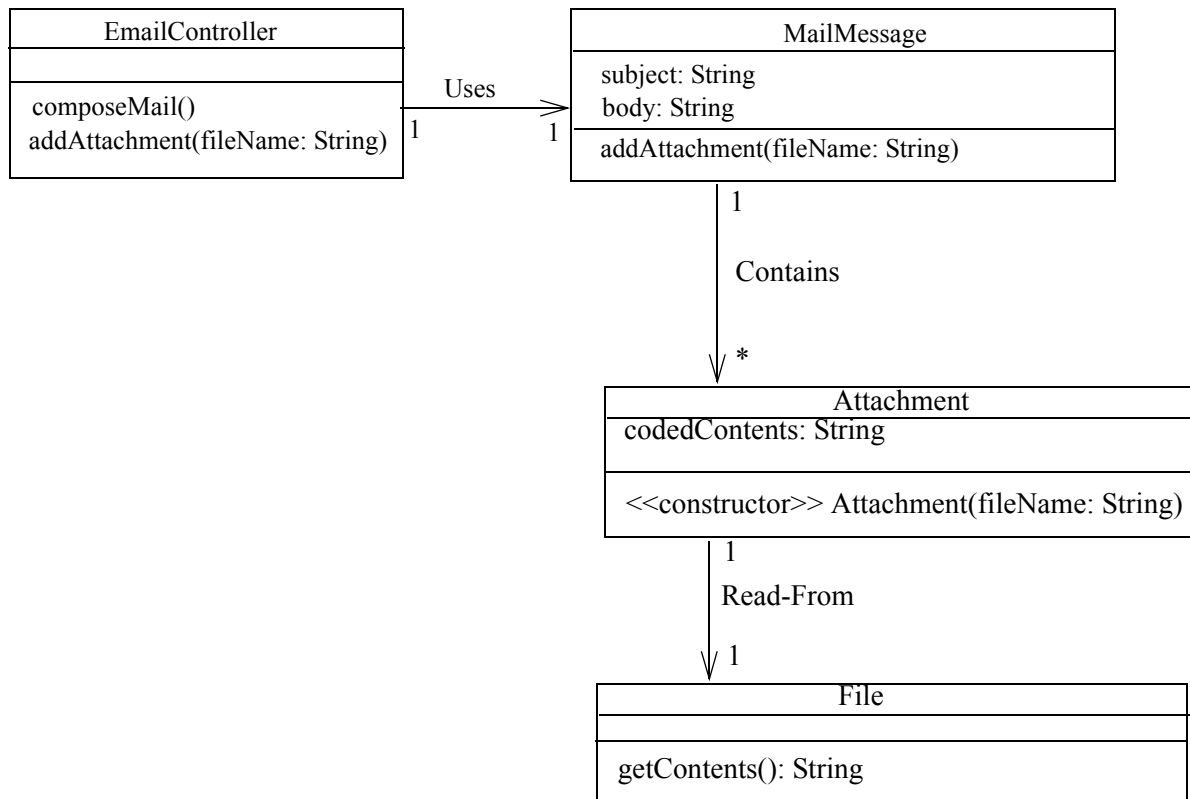 EmailController
composeMail()
addAttachment(fileName: String)
Uses
1
1
MailMessage
subject: String
body: String
addAttachment(fileName: String)
1
Contains
*
Attachment
codedContents: String
<<constructor>> Attachment(fileName: String)
1
Read-From
1
File
getContents(): String